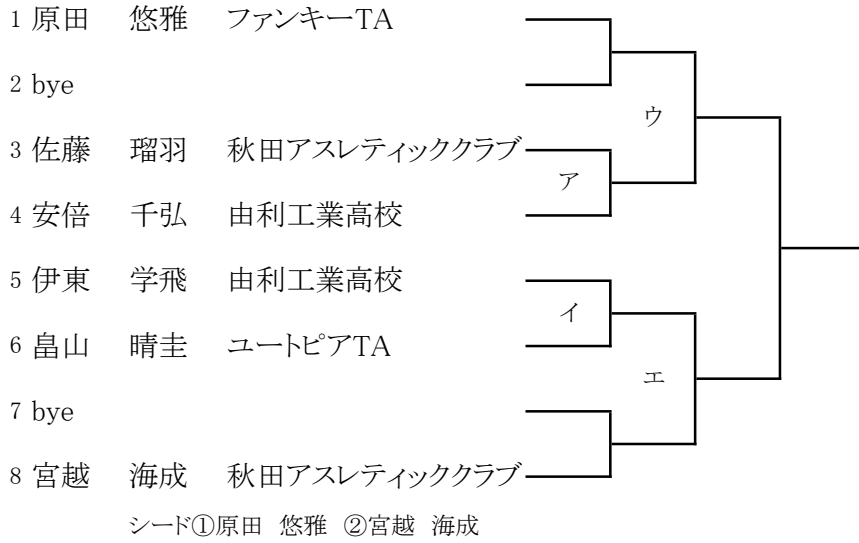 1 原田 悠雅 ファンキーTA
2 bye
ウ
3 佐藤 瑠羽 秋田アスレティッククラブ
ア
4 安倍 千弘 由利工業高校
5 伊東 学飛 由利工業高校
イ
6 畠山 晴圭 ユートピアTA
エ
7 bye
8 宮越 海成 秋田アスレティッククラブ
シード①原田 悠雅 ②宮越 海成